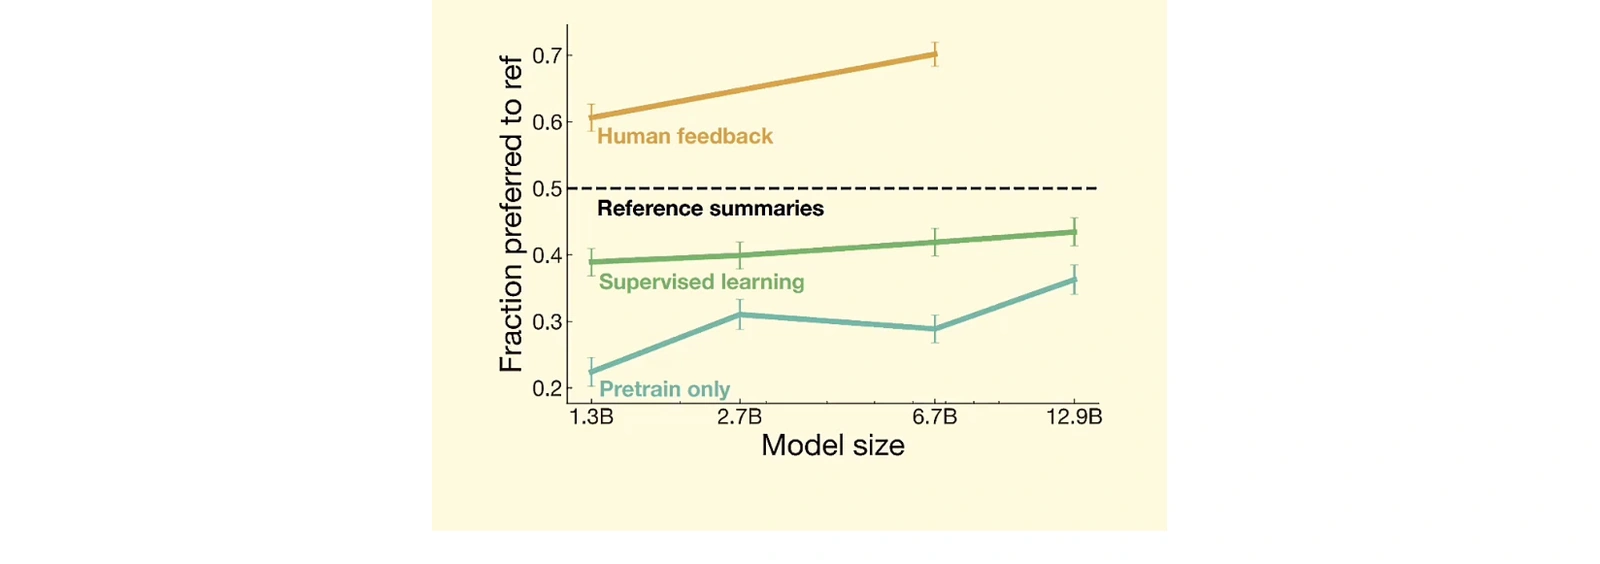 Fraction preferred to ref
0.7
0.6
Human feedback
0.5
Reference summaries
0.4
Supervised learning
0.3
0.2
Pretrain only
1.3B 2.7B 6.7B 12.9B
Model size